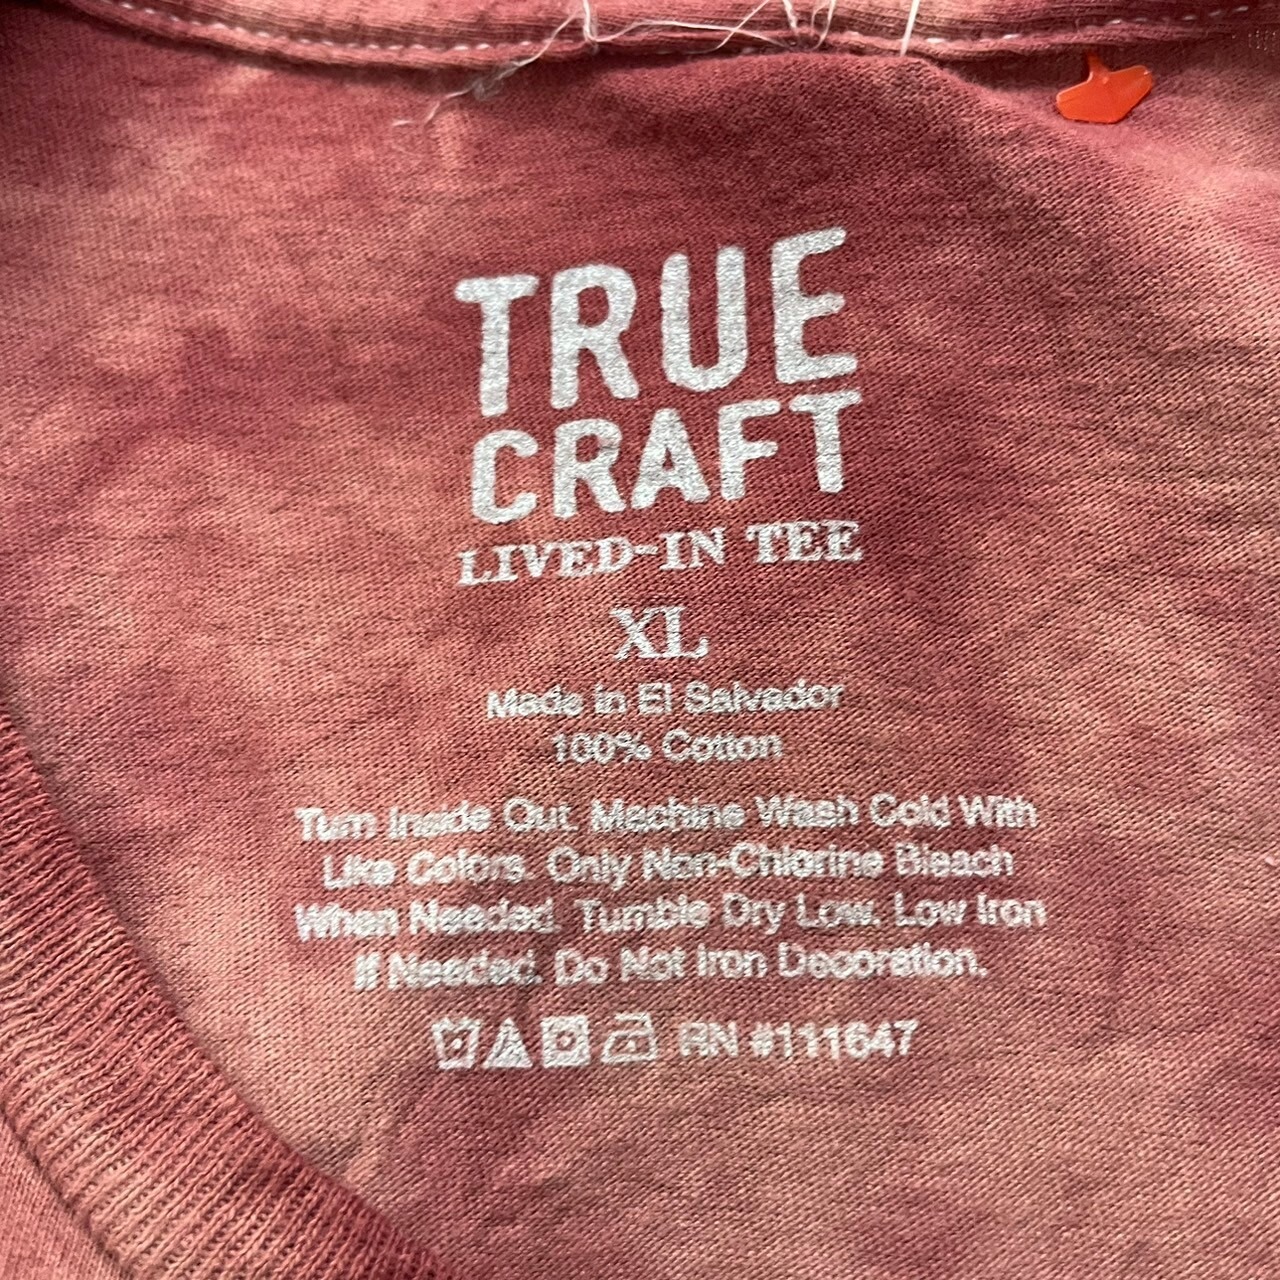 TRUE
CRAFT
LIVED-IN TEE
XL
Made in El Salvador
100% Cotton
Turn Inside Out. Machine Wash Cold With
Like Colors. Only Non-Chlorine Bleach
When Needed. Tumble Dry Low. Low Iron
If Needed. Do Not Iron Decoration.
RN #111647